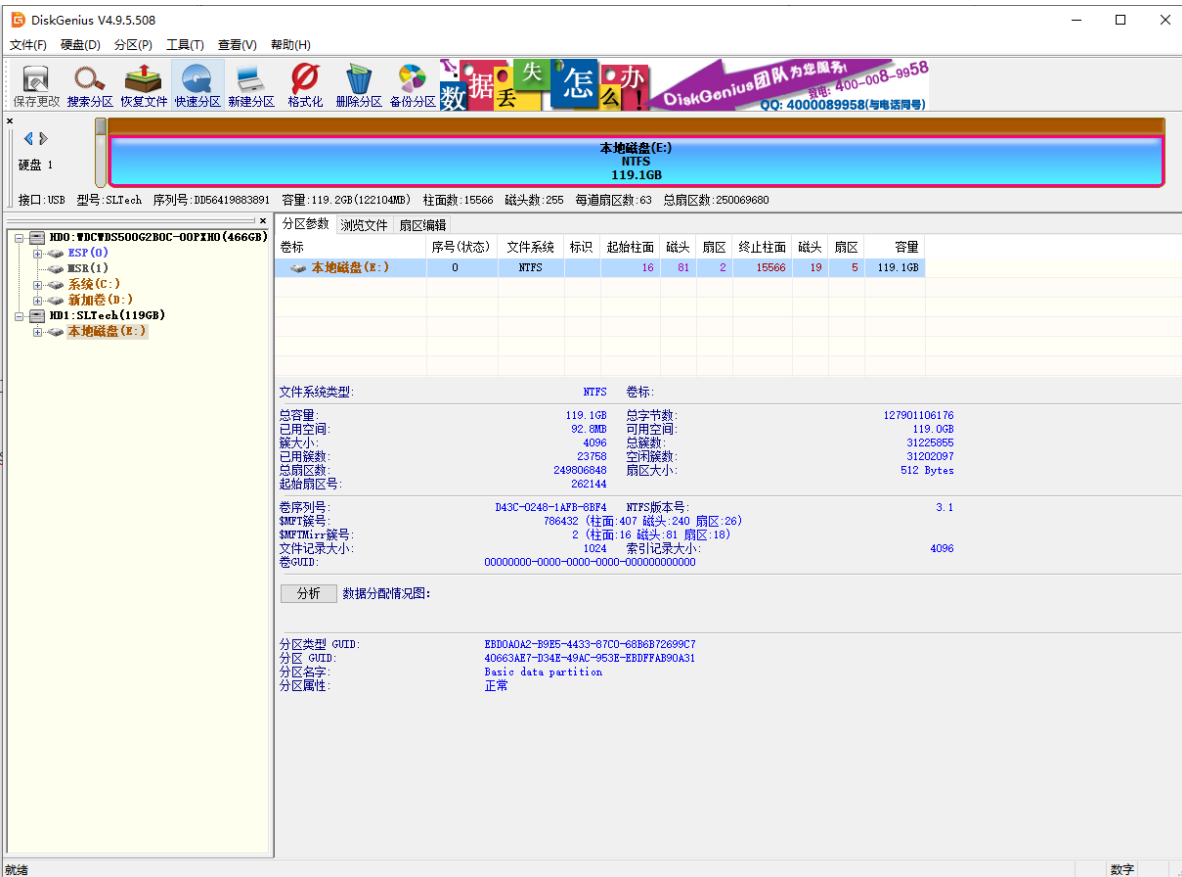 DiskGenius V4.9.5.508
文件(F) 硬盘(D) 分区(P) 工具(T) 查看(V) 帮助(H)
保存更改 搜索分区 恢复文件 快速分区 新建分区 格式化 删除分区 备份分区
数据丢失怎么办!
DiskGenius团队为您服务!
致电: 400-008-9958
QQ: 4000089958(与电话同号)
硬盘 1
本地磁盘(E:)
NTFS
119.1GB
接口:USB 型号:SLTech 序列号:DD56419883891 容量:119.2GB(122104MB) 柱面数:15566 磁头数:255 每道扇区数:63 总扇区数:250069680
HD0:WDCWDS500G2B0C-00PXH0(466GB)
ESP(0)
MSR(1)
系统(C:)
新加卷(D:)
HD1:SLTech(119GB)
本地磁盘(E:)
分区参数 浏览文件 扇区编辑
卷标 序号(状态) 文件系统 标识 起始柱面 磁头 扇区 终止柱面 磁头 扇区 容量
本地磁盘(E:) 0 NTFS 16 81 2 15566 19 5 119.1GB
文件系统类型: NTFS 卷标:
总容量: 119.1GB 总字节数: 127901106176
已用空间: 92.8MB 可用空间: 119.0GB
簇大小: 4096 总簇数: 31225855
已用簇数: 23758 空闲簇数: 31202097
总扇区数: 249806848 扇区大小: 512 Bytes
起始扇区号: 262144
卷序列号: D43C-0248-1AFB-8BF4 NTFS版本号: 3.1
$MFT簇号: 786432 (柱面:407 磁头:240 扇区:26)
$MFTMirr簇号: 2 (柱面:16 磁头:81 扇区:18)
文件记录大小: 1024 索引记录大小: 4096
卷GUID: 00000000-0000-0000-0000-000000000000
分析 数据分配情况图:
分区类型 GUID: EBD0A0A2-B9E5-4433-87C0-68B6B72699C7
分区 GUID: 40663AE7-D34E-49AC-953E-EBDFFAB90A31
分区名字: Basic data partition
分区属性: 正常
就绪
数字